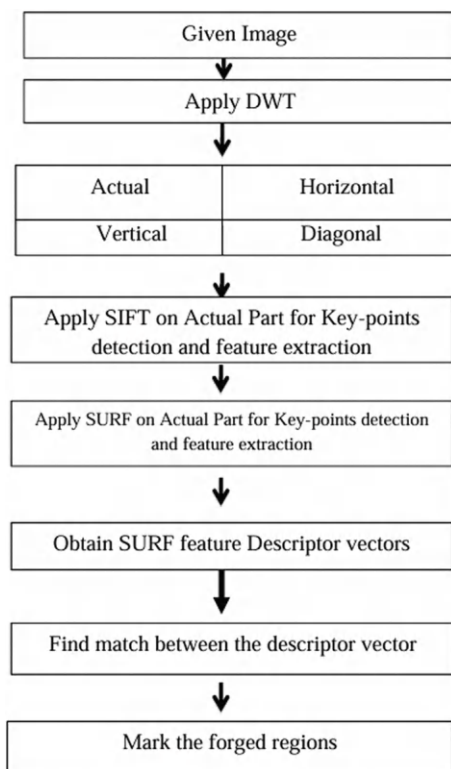 Given Image
Apply DWT
Actual Horizontal
Vertical Diagonal
Apply SIFT on Actual Part for Key-points
detection and feature extraction
Apply SURF on Actual Part for Key-points detection
and feature extraction
Obtain SURF feature Descriptor vectors
Find match between the descriptor vector
Mark the forged regions